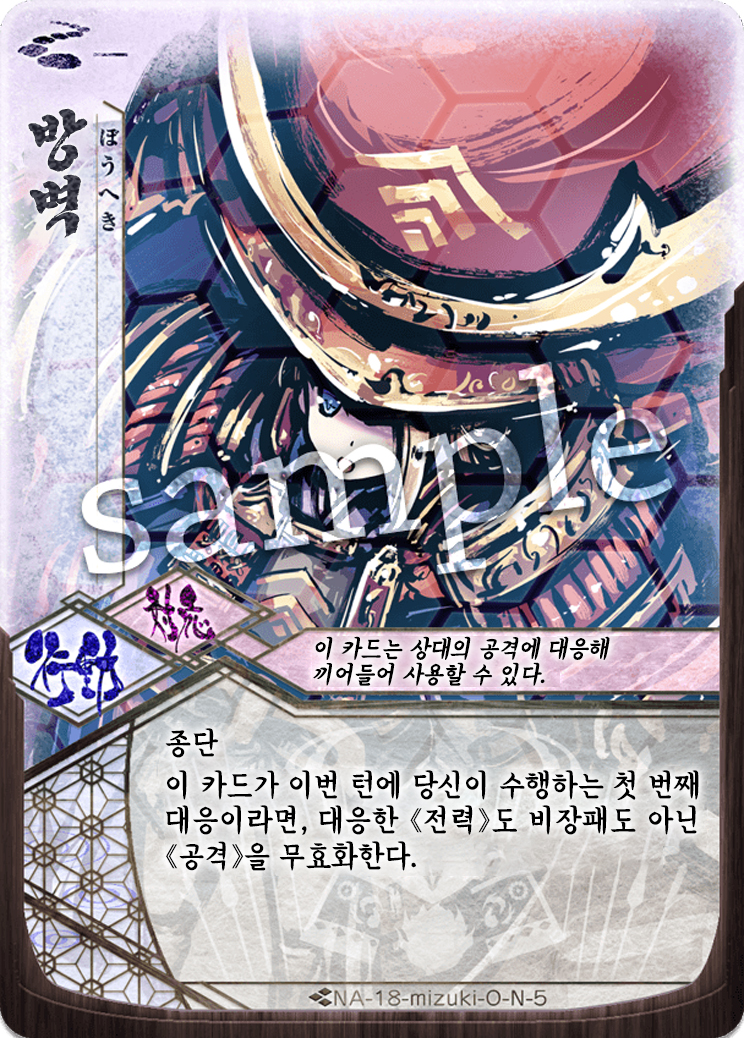 방벽
ぼうへき
sample
対応
行動
이 카드는 상대의 공격에 대응해
끼어들어 사용할 수 있다.
종단
이 카드가 이번 턴에 당신이 수행하는 첫 번째
대응이라면, 대응한 《전력》도 비장패도 아닌
《공격》을 무효화한다.
NA-18-mizuki-O-N-5